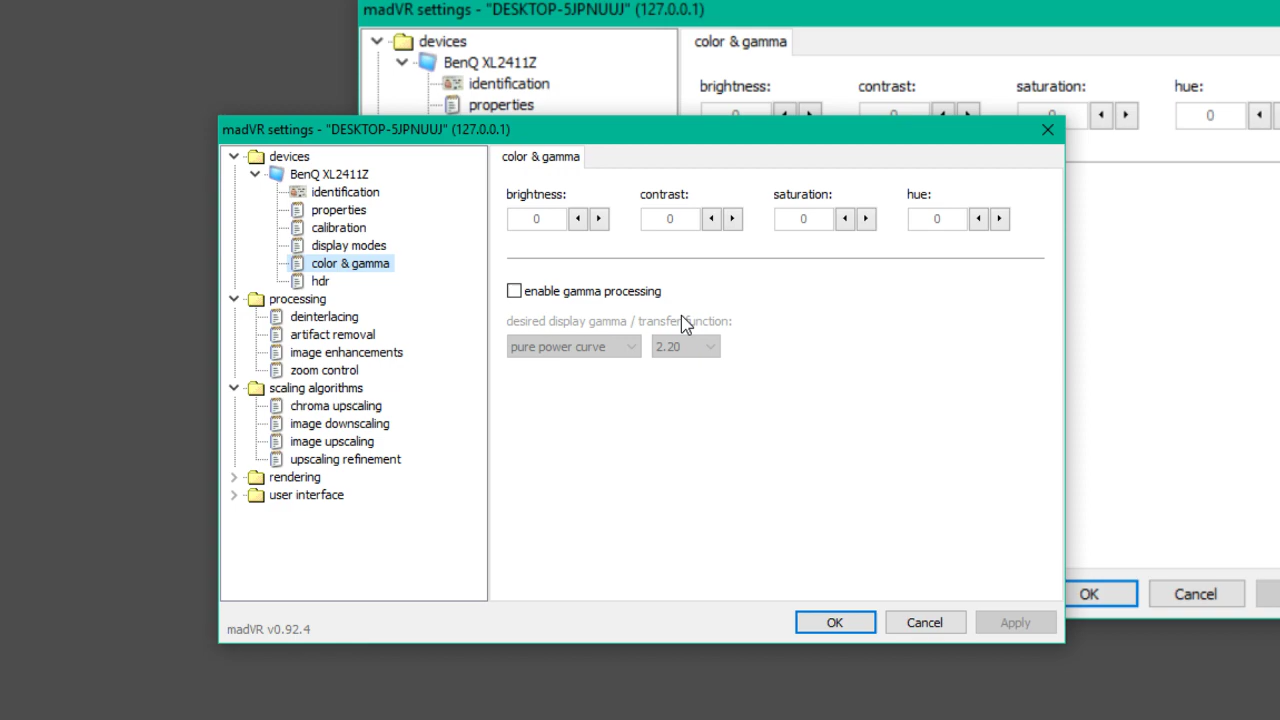 madVR settings - "DESKTOP-5JPNUUJ" (127.0.0.1)
devices
BenQ XL2411Z
identification
properties
color & gamma
brightness:
contrast:
saturation:
hue:
0
0
0
0
OK
Cancel
madVR settings - "DESKTOP-5JPNUUJ" (127.0.0.1)
devices
BenQ XL2411Z
identification
properties
calibration
display modes
color & gamma
hdr
processing
deinterlacing
artifact removal
image enhancements
zoom control
scaling algorithms
chroma upscaling
image downscaling
image upscaling
upscaling refinement
rendering
user interface
color & gamma
brightness:
contrast:
saturation:
hue:
0
0
0
0
enable gamma processing
desired display gamma / transfer function:
pure power curve
2.20
madVR v0.92.4
OK
Cancel
Apply